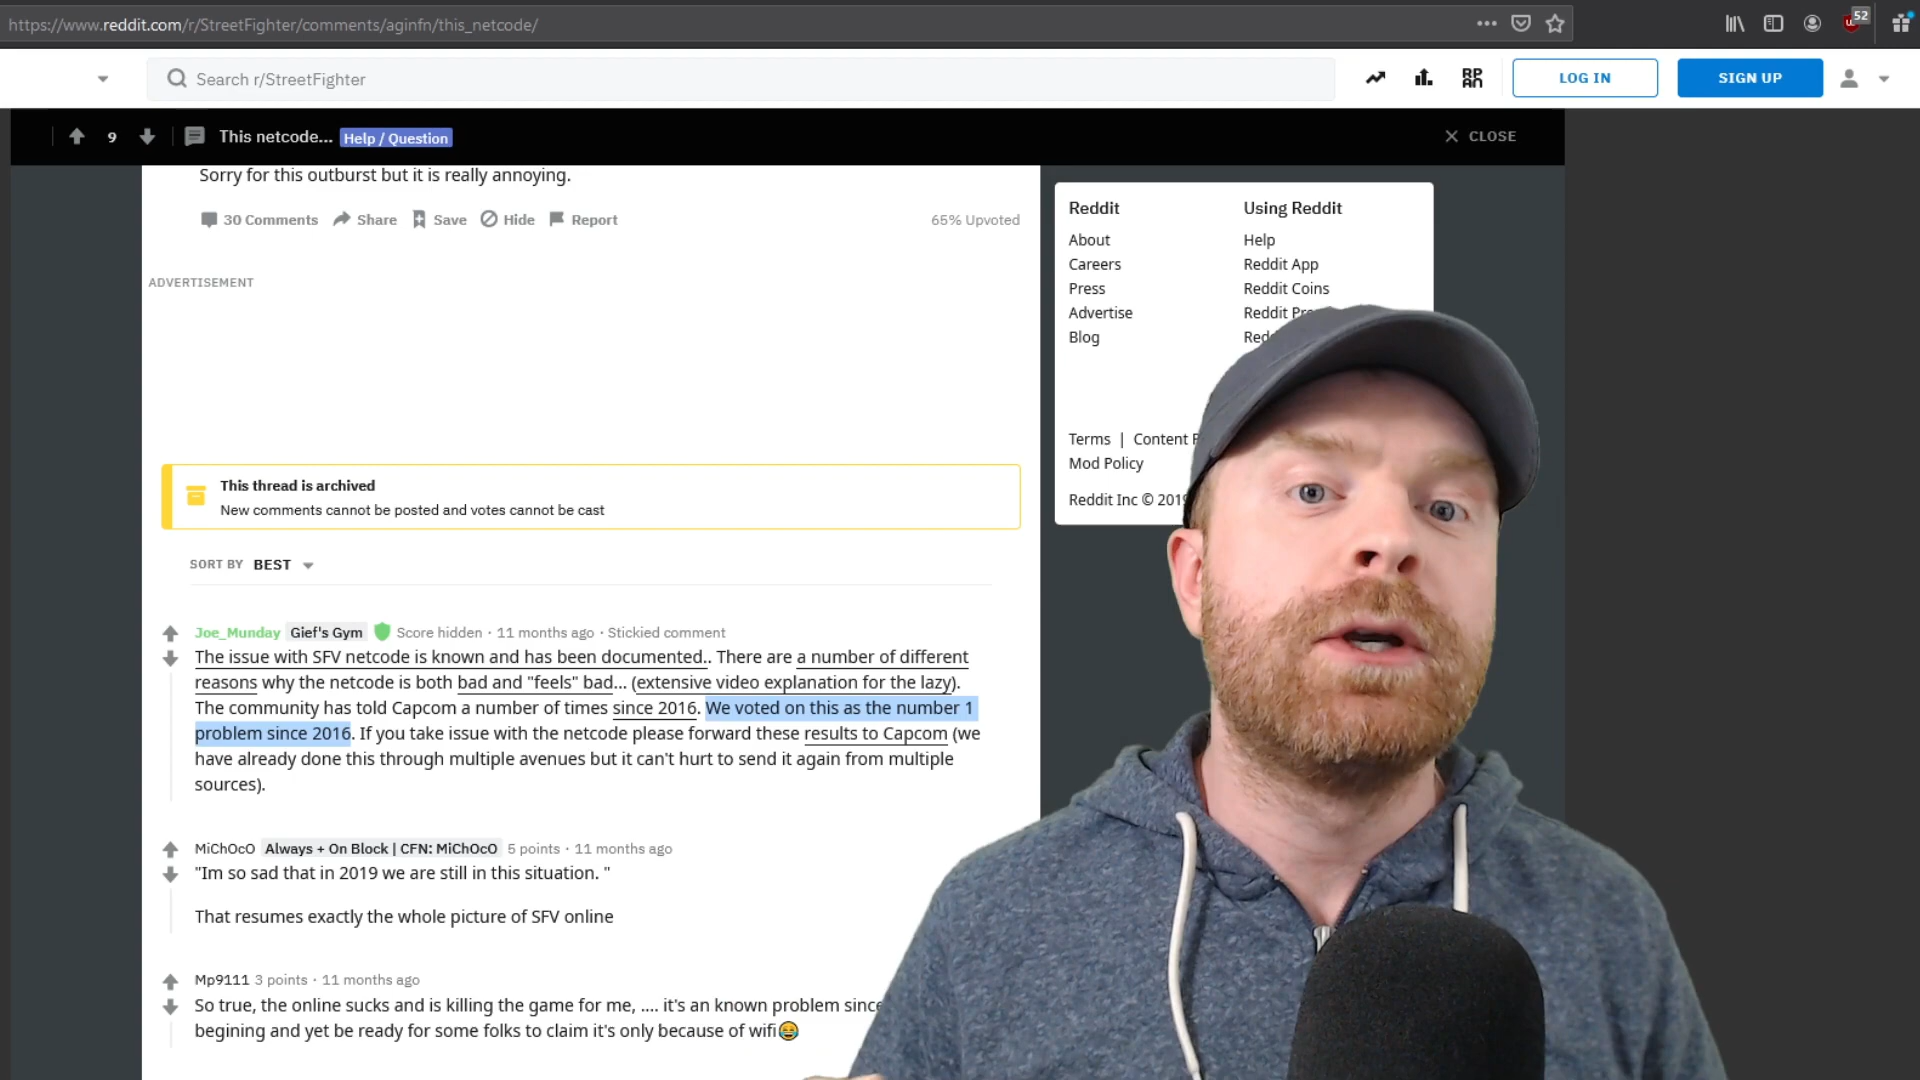 https://www.reddit.com/r/StreetFighter/comments/aginfn/this_netcode/
52
Search r/StreetFighter
RPAN
LOG IN
SIGN UP
9
This netcode...
Help / Question
CLOSE
Sorry for this outburst but it is really annoying.
30 Comments Share Save Hide Report
65% Upvoted
ADVERTISEMENT
Reddit
Using Reddit
About
Help
Careers
Reddit App
Press
Reddit Coins
Advertise
Reddit
Blog
Terms | Content
Mod Policy
Reddit Inc © 2019
This thread is archived
New comments cannot be posted and votes cannot be cast
SORT BY BEST
Joe_Munday Gief's Gym Score hidden · 11 months ago · Stickied comment
The issue with SFV netcode is known and has been documented.. There are a number of different
reasons why the netcode is both bad and "feels" bad... (extensive video explanation for the lazy).
The community has told Capcom a number of times since 2016. We voted on this as the number 1
problem since 2016. If you take issue with the netcode please forward these results to Capcom (we
have already done this through multiple avenues but it can't hurt to send it again from multiple
sources).
MiChOcO Always + On Block | CFN: MiChOcO 5 points · 11 months ago
"Im so sad that in 2019 we are still in this situation. "
That resumes exactly the whole picture of SFV online
Mp9111 3 points · 11 months ago
So true, the online sucks and is killing the game for me, .... it's an known problem since
begining and yet be ready for some folks to claim it's only because of wifi😂